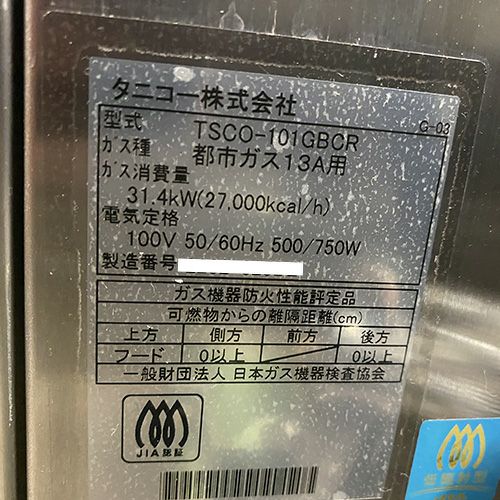 タニコー株式会社
G-03
型式 TSCO-101GBCR
ガス種 都市ガス13A用
ガス消費量
31.4kW(27,000kcal/h)
電気定格
100V 50/60Hz 500/750W
製造番号
ガス機器防火性能評定品
可燃物からの離隔距離(cm)
上方 側方 前方 後方
フード 0以上 0以上
一般財団法人 日本ガス機器検査協会
JIA認証